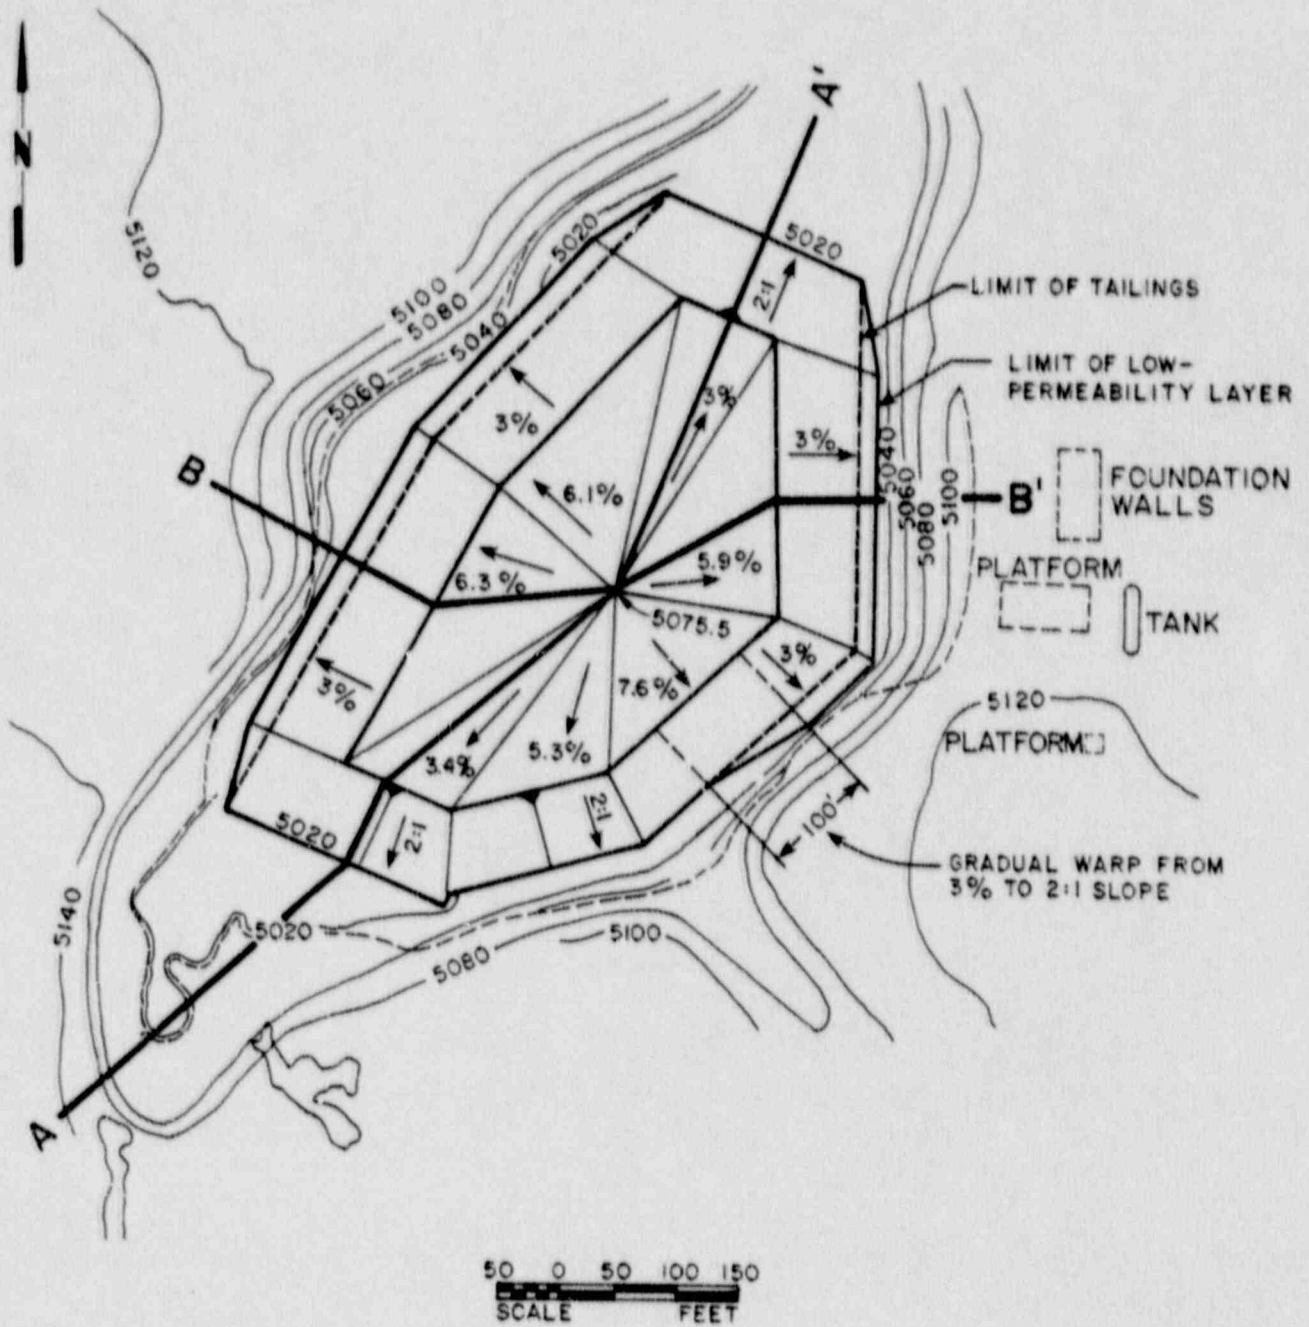 N
A'
5120
5020
5020
5100
5080
5040
2:1
LIMIT OF TAILINGS
5060
LIMIT OF LOW-
PERMEABILITY LAYER
3%
3%
3%
B
6.1%
5040
5060
5080
5100
B'
FOUNDATION
WALLS
6.3%
5.9%
PLATFORM
5075.5
TANK
3%
3%
7.6%
5120
PLATFORM
3.4%
5.3%
5020
2:1
2:1
100'
GRADUAL WARP FROM
3% TO 2:1 SLOPE
5140
5020
5100
5080
A
50 0 50 100 150
SCALE FEET